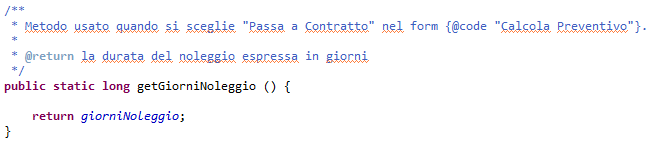 /**
 * Metodo usato quando si sceglie "Passa a Contratto" nel form {@code "Calcola Preventivo"}.
 *
 * @return la durata del noleggio espressa in giorni
 */
public static long getGiorniNoleggio () {
    return giorniNoleggio;
}